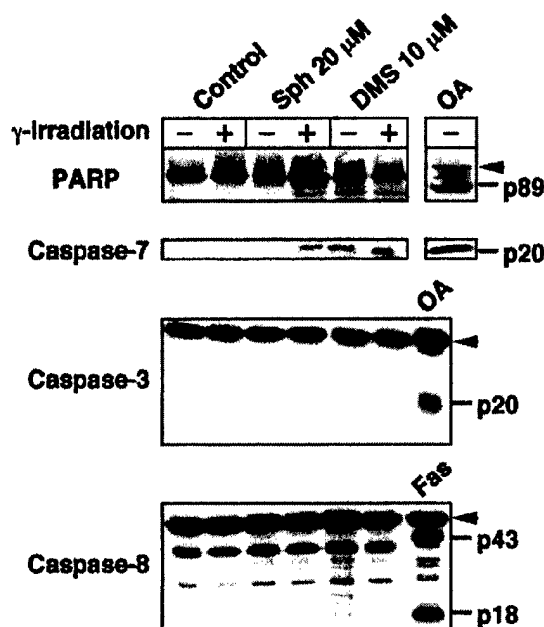 Control Sph 20 µM DMS 10 µM OA
γ-Irradiation − + − + − + −
PARP
p89
Caspase-7
p20
OA
Caspase-3
p20
Fas
p43
Caspase-8
p18